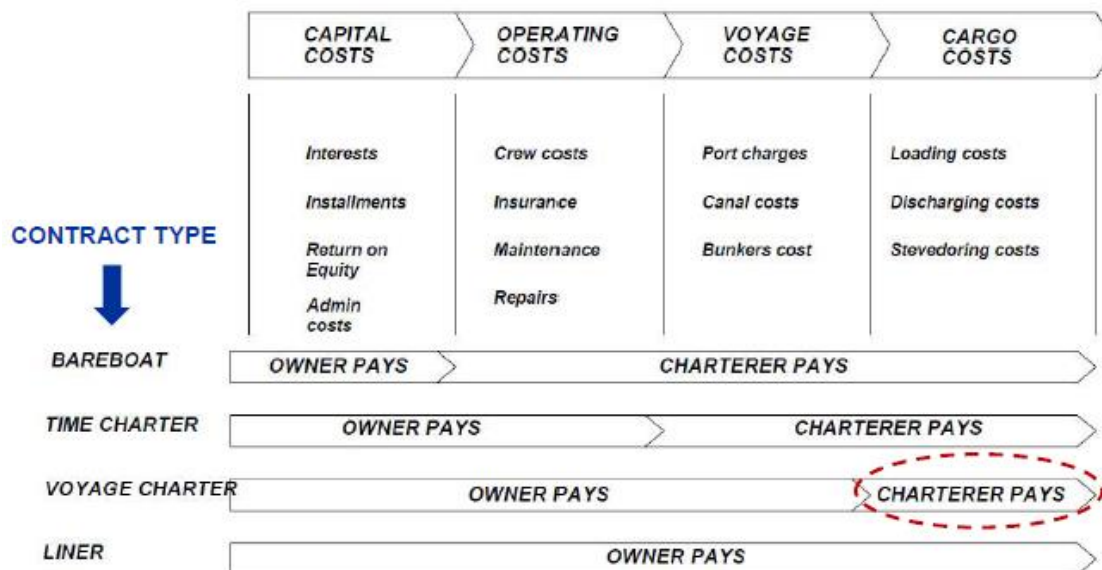 CAPITAL COSTS
OPERATING COSTS
VOYAGE COSTS
CARGO COSTS
Interests
Crew costs
Port charges
Loading costs
Installments
Insurance
Canal costs
Discharging costs
CONTRACT TYPE
Return on Equity
Maintenance
Bunkers cost
Stevedoring costs
Admin costs
Repairs
BAREBOAT
OWNER PAYS
CHARTERER PAYS
TIME CHARTER
OWNER PAYS
CHARTERER PAYS
VOYAGE CHARTER
OWNER PAYS
CHARTERER PAYS
LINER
OWNER PAYS